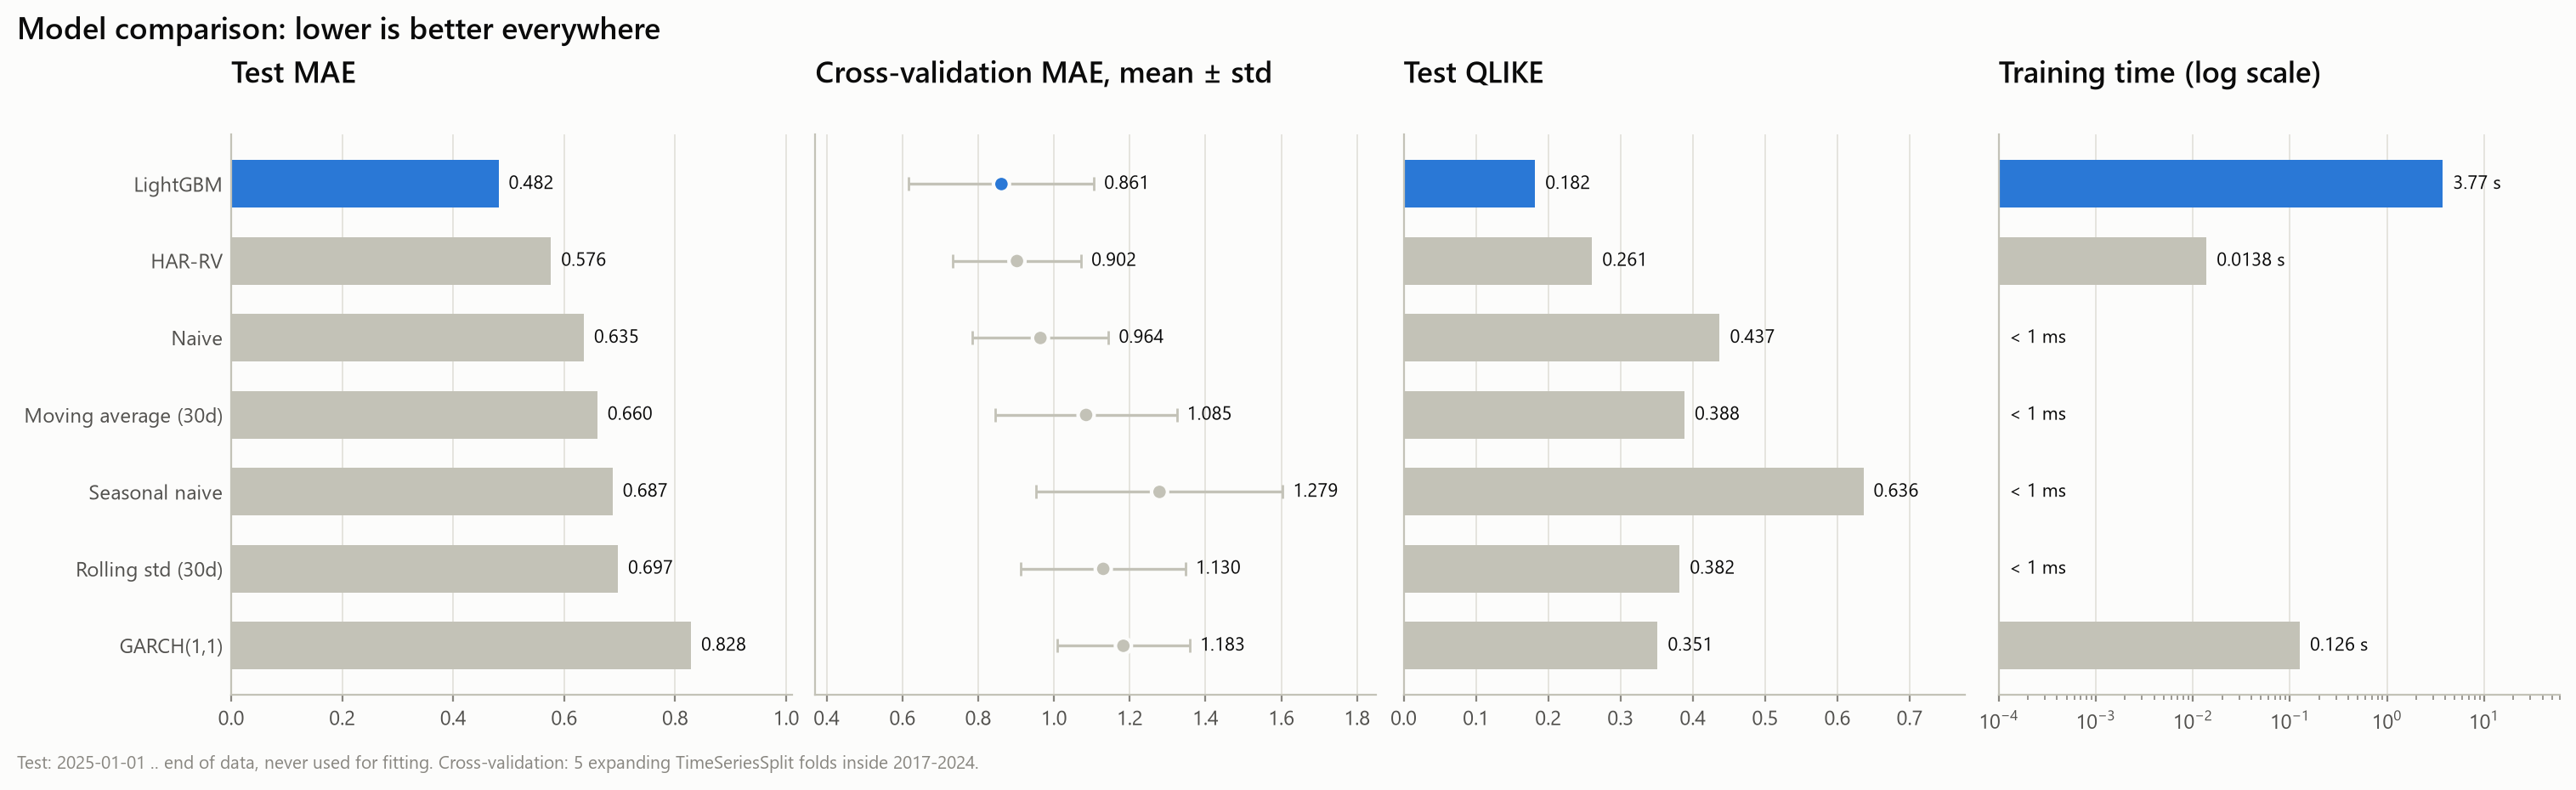 Model comparison: lower is better everywhere
Test MAE
Cross-validation MAE, mean ± std
Test QLIKE
Training time (log scale)
LightGBM 0.482 0.861 0.182 3.77 s
HAR-RV 0.576 0.902 0.261 0.0138 s
Naive 0.635 0.964 0.437 < 1 ms
Moving average (30d) 0.660 1.085 0.388 < 1 ms
Seasonal naive 0.687 1.279 0.636 < 1 ms
Rolling std (30d) 0.697 1.130 0.382 < 1 ms
GARCH(1,1) 0.828 1.183 0.351 0.126 s
0.0 0.2 0.4 0.6 0.8 1.0
0.4 0.6 0.8 1.0 1.2 1.4 1.6 1.8
0.0 0.1 0.2 0.3 0.4 0.5 0.6 0.7
10⁻⁴ 10⁻³ 10⁻² 10⁻¹ 10⁰ 10¹
Test: 2025-01-01 .. end of data, never used for fitting. Cross-validation: 5 expanding TimeSeriesSplit folds inside 2017-2024.